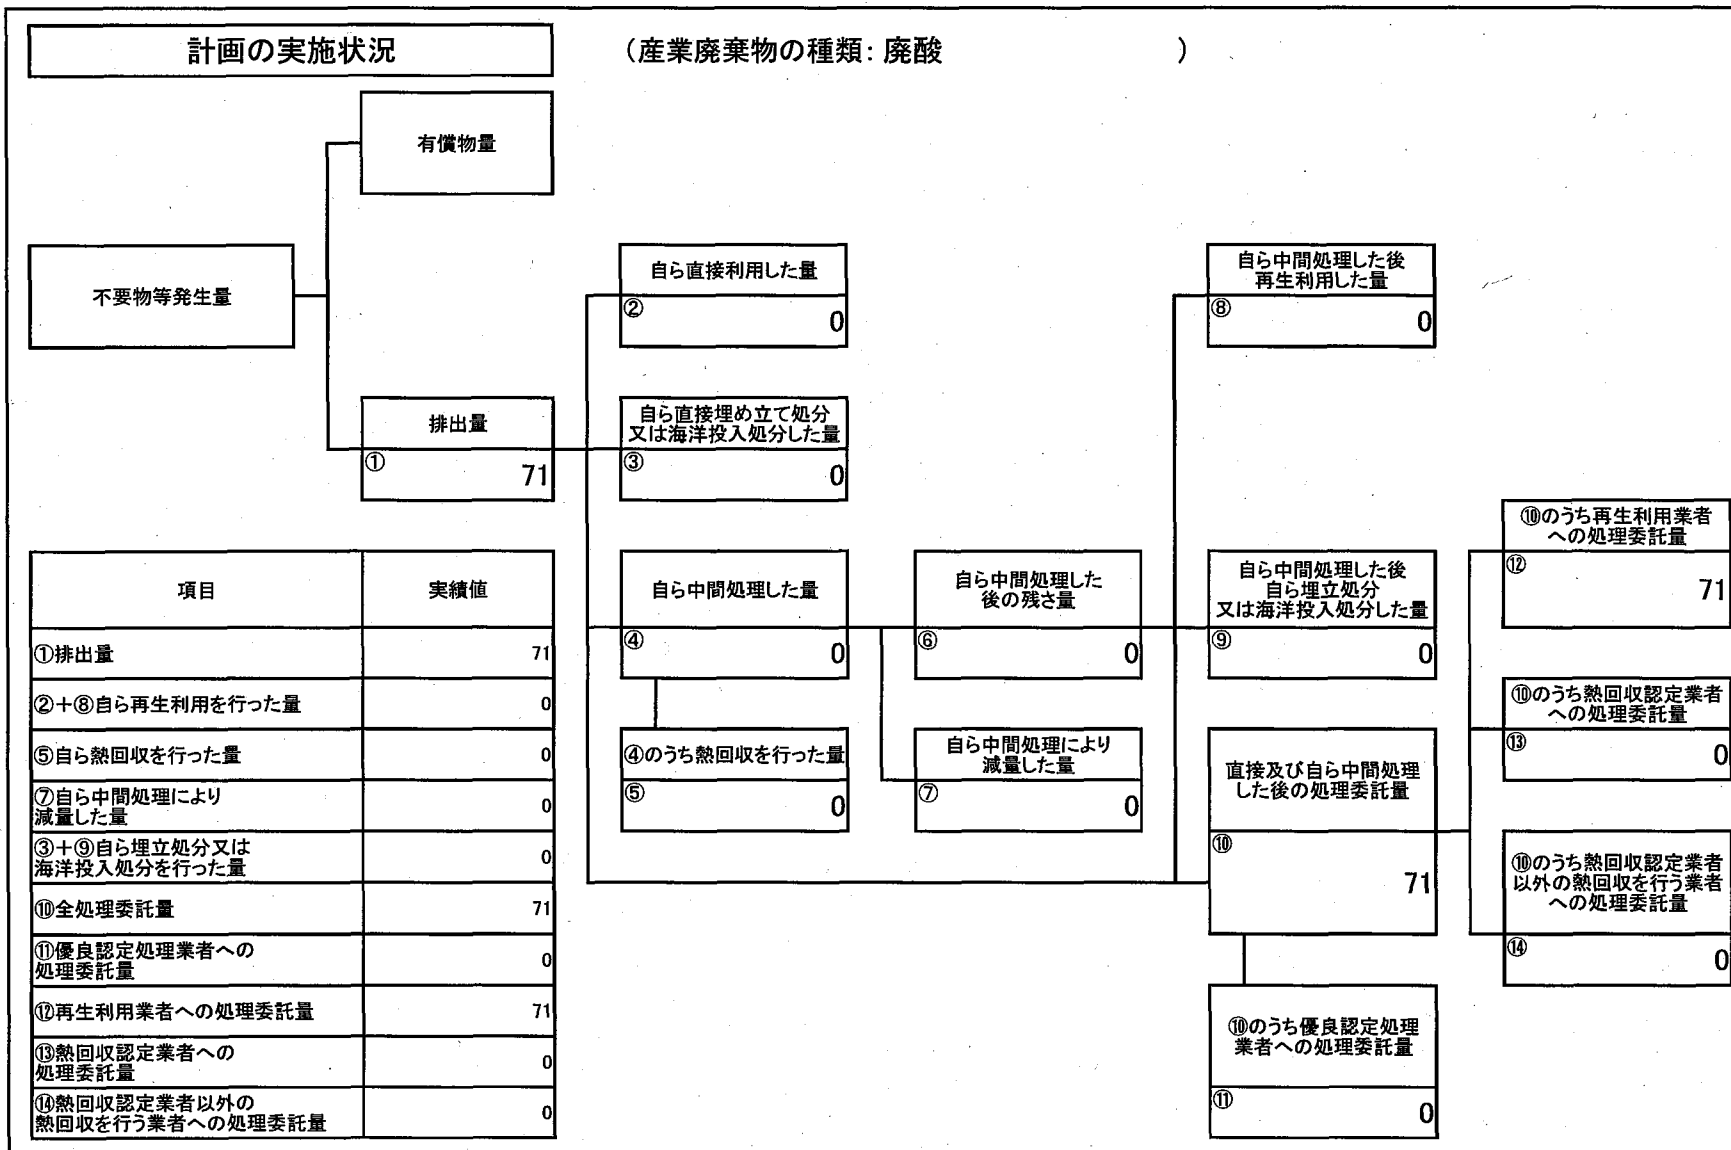 計画の実施状況
（産業廃棄物の種類: 廃酸 ）
有償物量
不要物等発生量
排出量
①
71
自ら直接利用した量
②
0
自ら直接埋め立て処分
又は海洋投入処分した量
③
0
自ら中間処理した量
④
0
④のうち熱回収を行った量
⑤
0
自ら中間処理した
後の残さ量
⑥
0
自ら中間処理により
減量した量
⑦
0
自ら中間処理した後
再生利用した量
⑧
0
自ら中間処理した後
自ら埋立処分
又は海洋投入処分した量
⑨
0
直接及び自ら中間処理
した後の処理委託量
⑩
71
⑩のうち優良認定処理
業者への処理委託量
⑪
0
⑩のうち再生利用業者
への処理委託量
⑫
71
⑩のうち熱回収認定業者
への処理委託量
⑬
0
⑩のうち熱回収認定業者
以外の熱回収を行う業者
への処理委託量
⑭
0
項目 実績値
①排出量 71
②＋⑧自ら再生利用を行った量 0
⑤自ら熱回収を行った量 0
⑦自ら中間処理により
減量した量 0
③＋⑨自ら埋立処分又は
海洋投入処分を行った量 0
⑩全処理委託量 71
⑪優良認定処理業者への
処理委託量 0
⑫再生利用業者への処理委託量 71
⑬熱回収認定業者への
処理委託量 0
⑭熱回収認定業者以外の
熱回収を行う業者への処理委託量 0